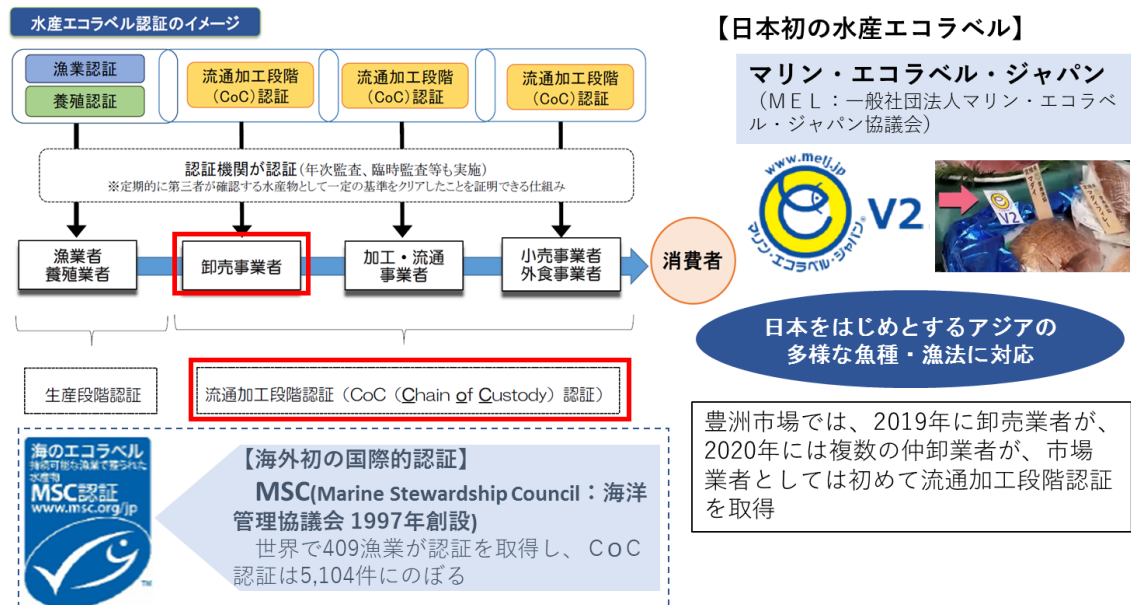 水産エコラベル認証のイメージ
漁業認証
養殖認証
流通加工段階
(CoC)認証
流通加工段階
(CoC)認証
流通加工段階
(CoC)認証
認証機関が認証(年次監査、臨時監査等も実施)
※定期的に第三者が確認する水産物として一定の基準をクリアしたことを証明できる仕組み
漁業者
養殖業者
卸売事業者
加工・流通
事業者
小売事業者
外食事業者
消費者
生産段階認証
流通加工段階認証(CoC(Chain of Custody)認証)
海のエコラベル
持続可能な漁業で獲られた
水産物
MSC認証
www.msc.org/jp
TM
【海外初の国際的認証】
MSC(Marine Stewardship Council:海洋
管理協議会 1997年創設)
世界で409漁業が認証を取得し、CoC
認証は5,104件にのぼる
【日本初の水産エコラベル】
マリン・エコラベル・ジャパン
(MEL:一般社団法人マリン・エコラベ
ル・ジャパン協議会)
www.melj.jp
マリン・エコラベル・ジャパン®
V2
V2
マダイ
日本をはじめとするアジアの
多様な魚種・漁法に対応
豊洲市場では、2019年に卸売業者が、
2020年には複数の仲卸業者が、市場
業者としては初めて流通加工段階認証
を取得